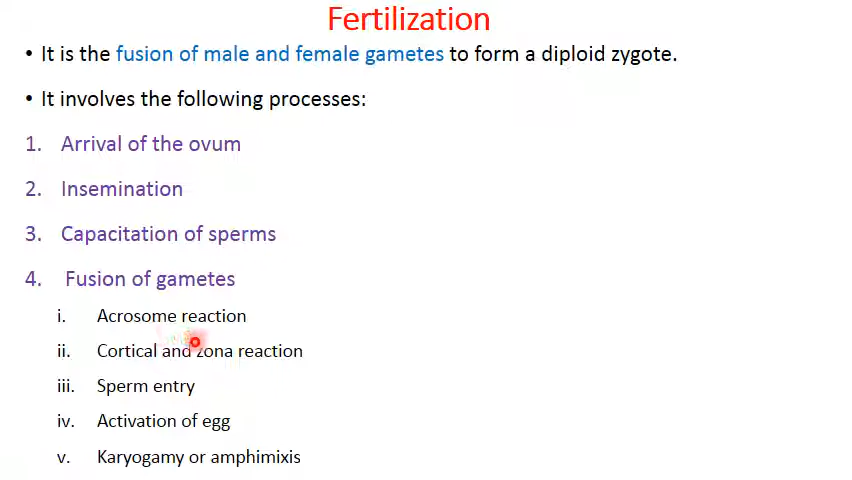 Fertilization
• It is the fusion of male and female gametes to form a diploid zygote.
• It involves the following processes:
1. Arrival of the ovum
2. Insemination
3. Capacitation of sperms
4. Fusion of gametes
i. Acrosome reaction
ii. Cortical and zona reaction
iii. Sperm entry
iv. Activation of egg
v. Karyogamy or amphimixis